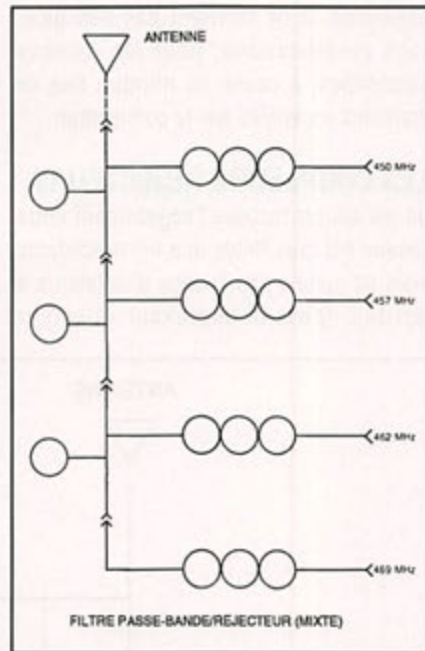 ANTENNE
450 MHz
457 MHz
462 MHz
469 MHz
FILTRE PASSE-BANDE/REJECTEUR (MIXTE)